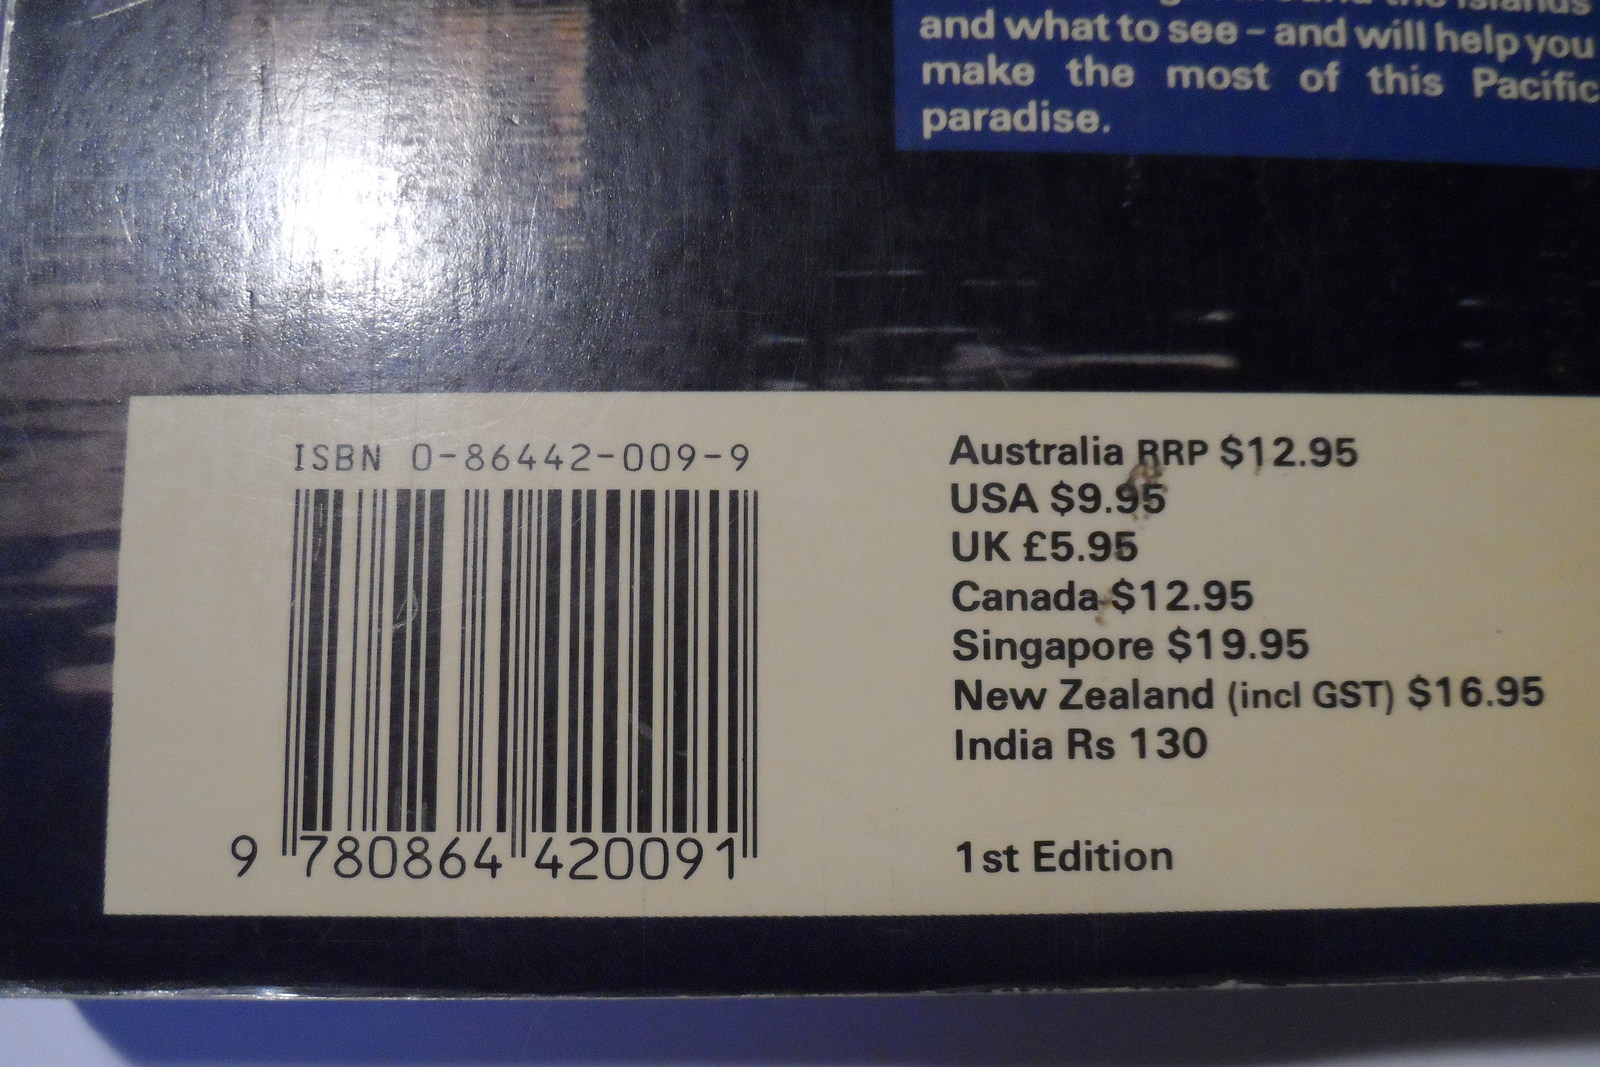 the islands
and what to see – and will help you
make the most of this Pacific
paradise.
ISBN 0-86442-009-9
9 780864 420091
Australia RRP $12.95
USA $9.95
UK £5.95
Canada $12.95
Singapore $19.95
New Zealand (incl GST) $16.95
India Rs 130
1st Edition